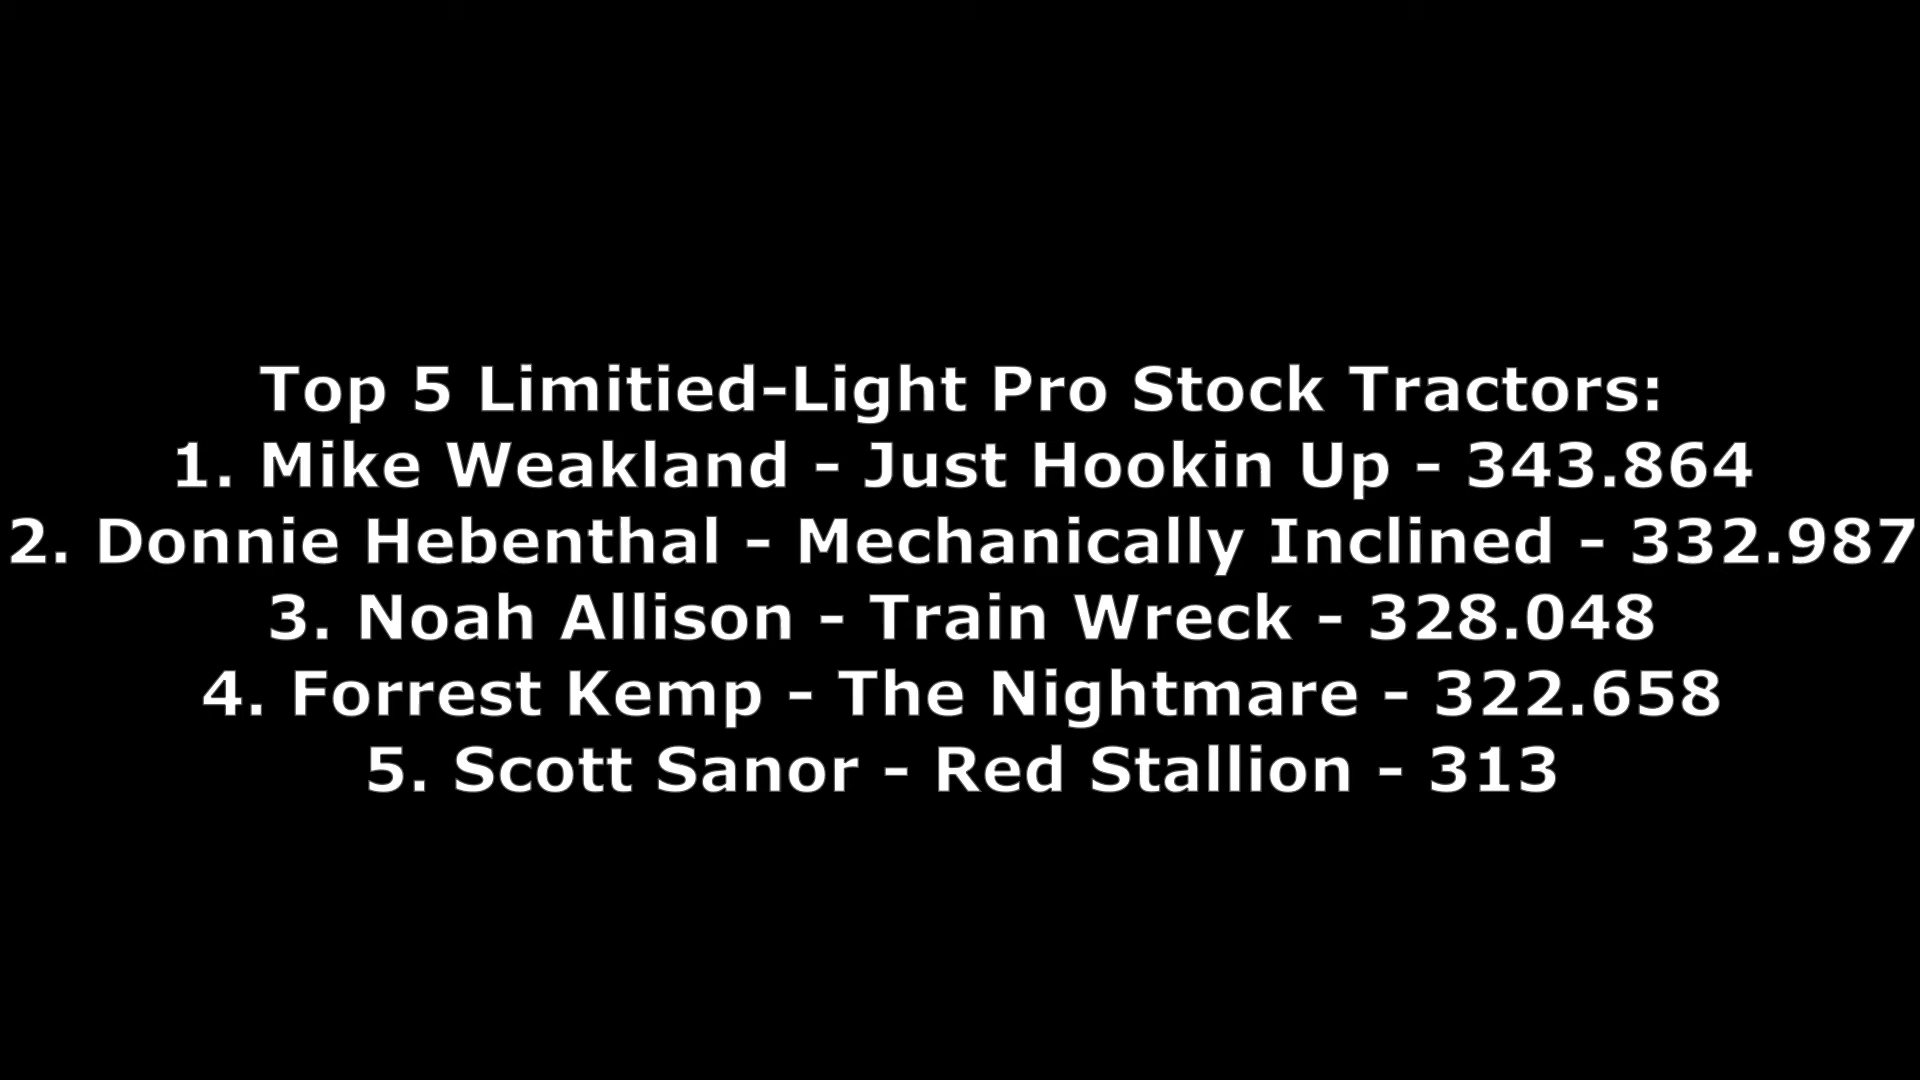 Top 5 Limitied-Light Pro Stock Tractors:
1. Mike Weakland - Just Hookin Up - 343.864
2. Donnie Hebenthal - Mechanically Inclined - 332.987
3. Noah Allison - Train Wreck - 328.048
4. Forrest Kemp - The Nightmare - 322.658
5. Scott Sanor - Red Stallion - 313